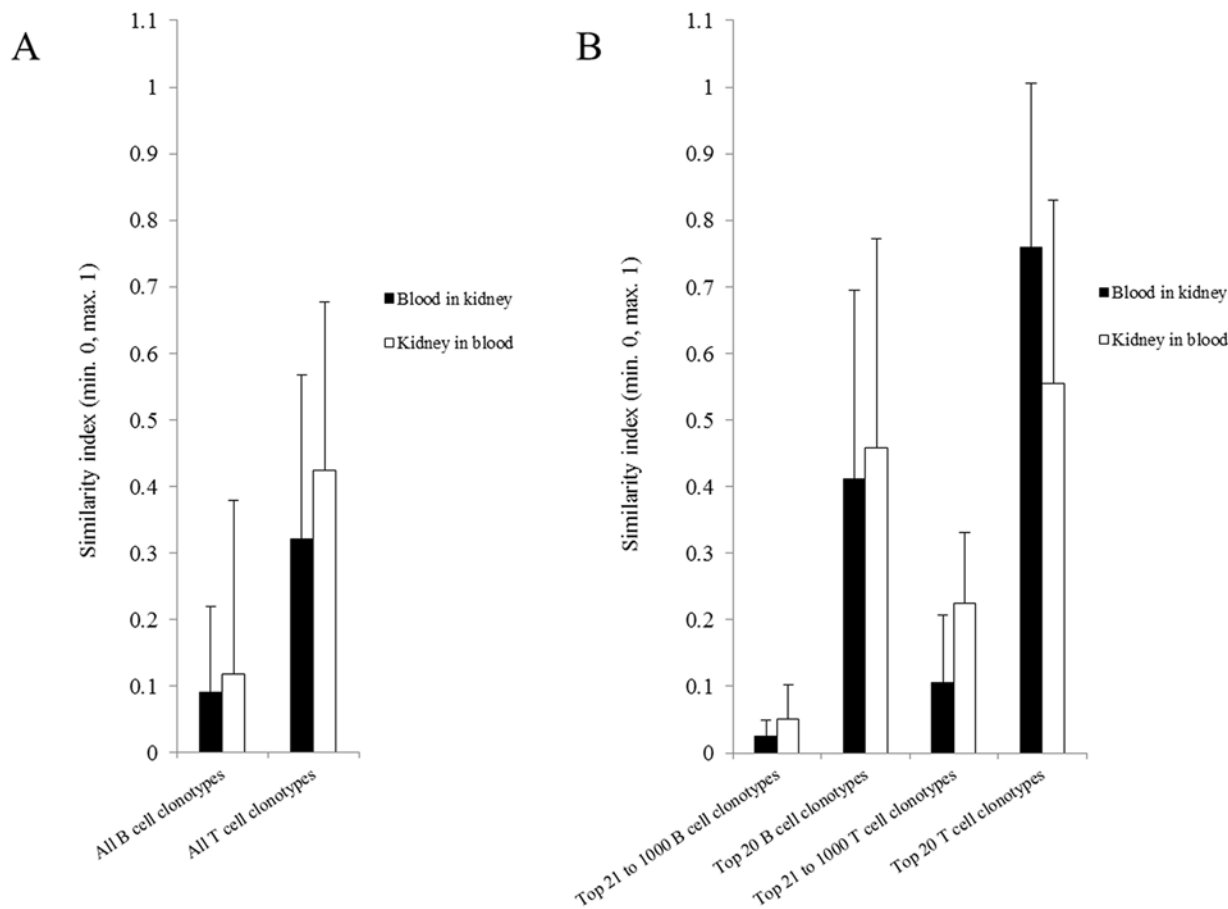 A
Similarity index (min. 0, max. 1)
1.1
1
0.9
0.8
0.7
0.6
0.5
0.4
0.3
0.2
0.1
0
All B cell clonotypes
All T cell clonotypes
Blood in kidney
Kidney in blood
B
Similarity index (min. 0, max. 1)
1.1
1
0.9
0.8
0.7
0.6
0.5
0.4
0.3
0.2
0.1
0
Top 21 to 1000 B cell clonotypes
Top 20 B cell clonotypes
Top 21 to 1000 T cell clonotypes
Top 20 T cell clonotypes
Blood in kidney
Kidney in blood